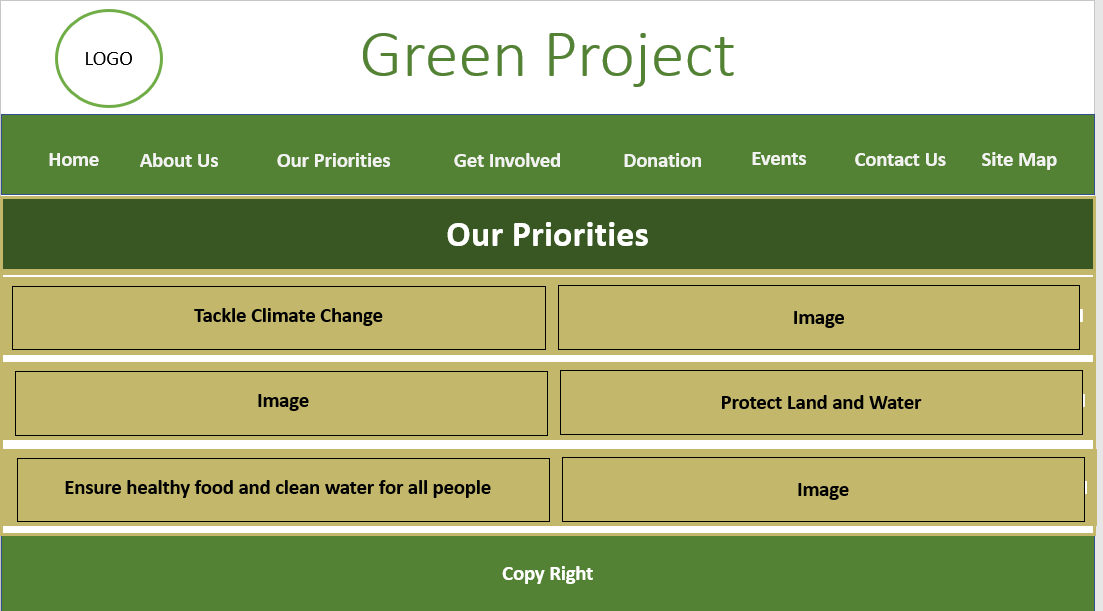 LOGO
Green Project
Home About Us Our Priorities Get Involved Donation Events Contact Us Site Map
Our Priorities
Tackle Climate Change
Image
Image
Protect Land and Water
Ensure healthy food and clean water for all people
Image
Copy Right